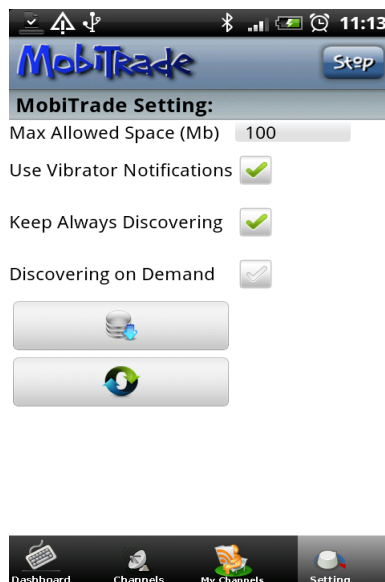 11:13
MobiTrade
Stop
MobiTrade Setting:
Max Allowed Space (Mb) 100
Use Vibrator Notifications
Keep Always Discovering
Discovering on Demand
Dashboard Channels My Channels Setting